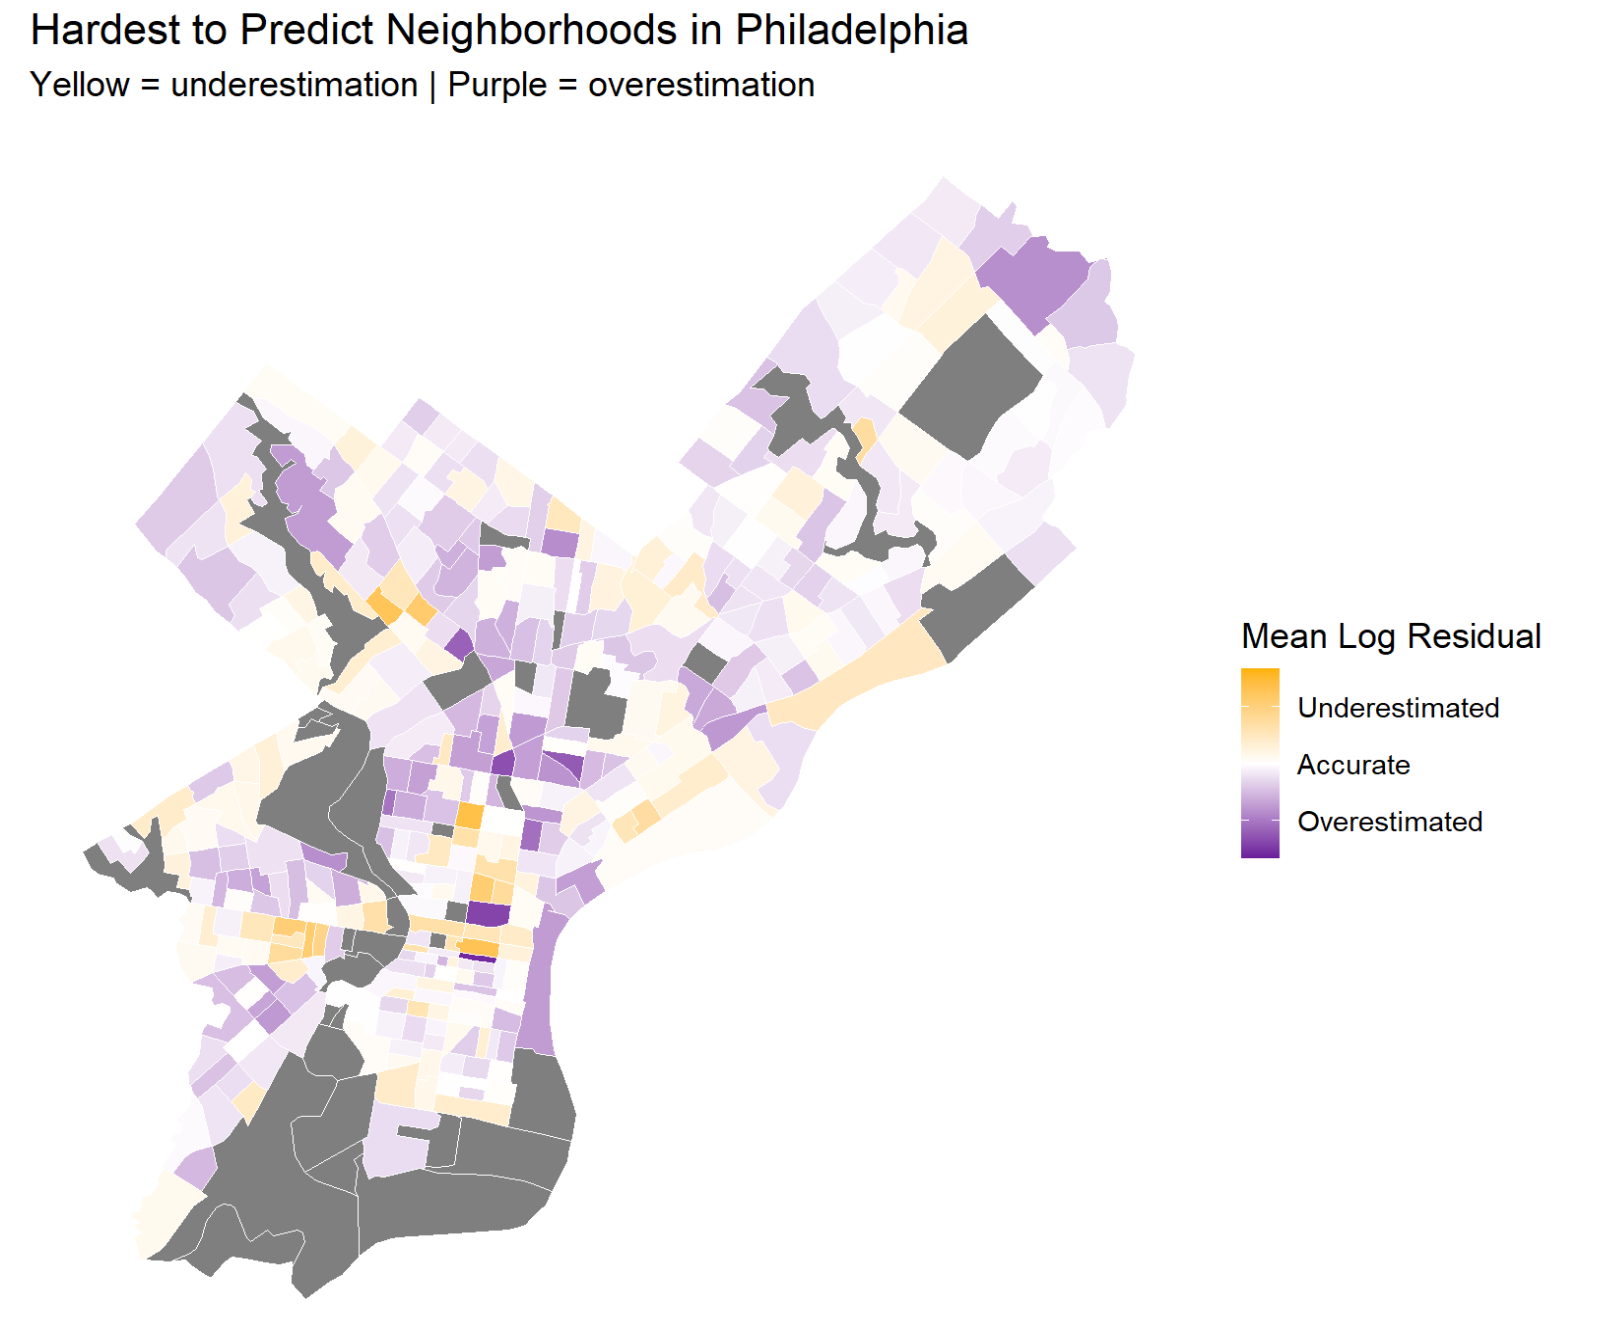 Hardest to Predict Neighborhoods in Philadelphia
Yellow = underestimation | Purple = overestimation
Mean Log Residual
Underestimated
Accurate
Overestimated